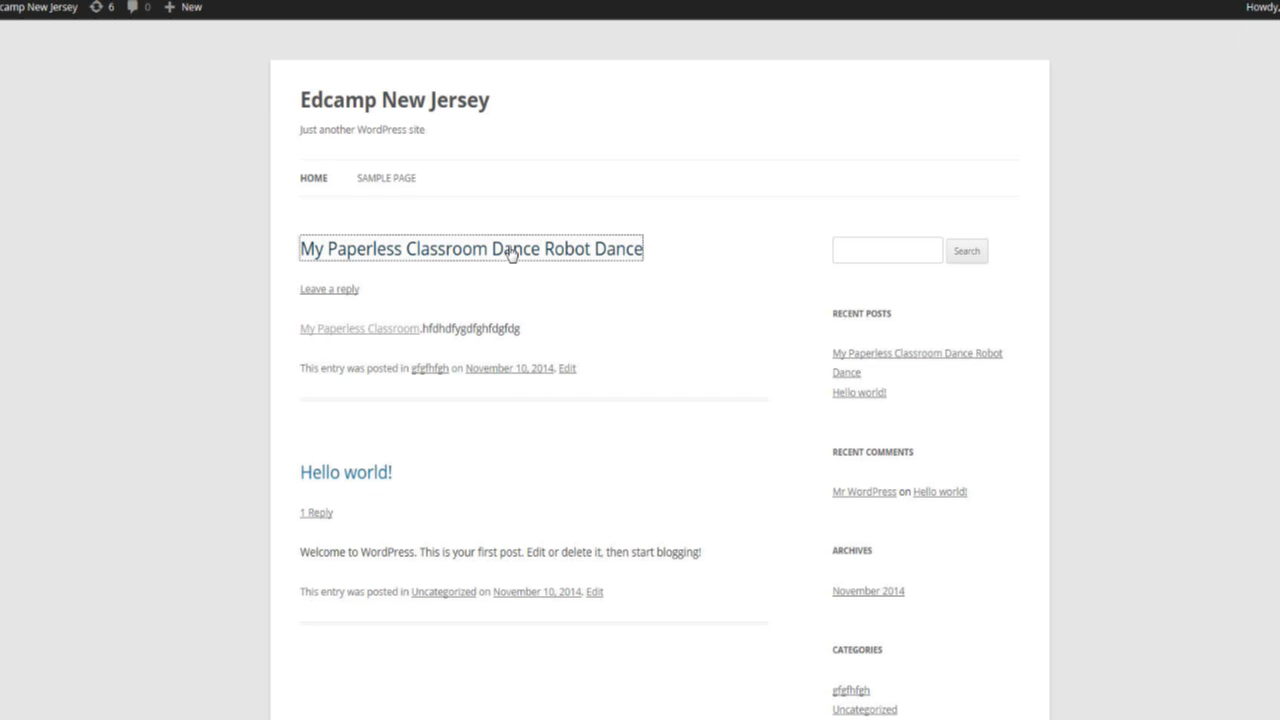 camp New Jersey 6 0 New Howdy,
Edcamp New Jersey
Just another WordPress site
HOME SAMPLE PAGE
My Paperless Classroom Dance Robot Dance
Leave a reply
My Paperless Classroom.hfdhdfygdfghfdgfdg
This entry was posted in gfgfhfgh on November 10, 2014. Edit
Hello world!
1 Reply
Welcome to WordPress. This is your first post. Edit or delete it, then start blogging!
This entry was posted in Uncategorized on November 10, 2014. Edit
Search
RECENT POSTS
My Paperless Classroom Dance Robot
Dance
Hello world!
RECENT COMMENTS
Mr WordPress on Hello world!
ARCHIVES
November 2014
CATEGORIES
gfgfhfgh
Uncategorized